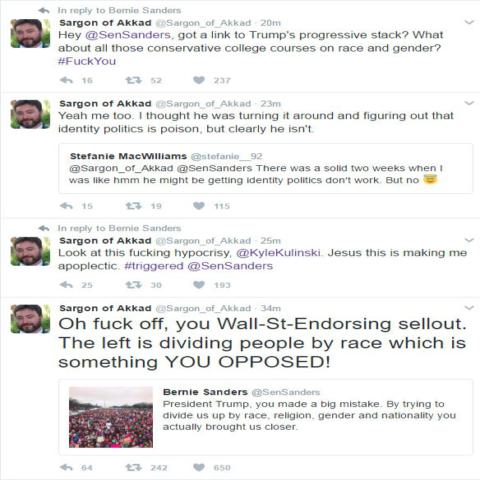 In reply to Bernie Sanders
Sargon of Akkad @Sargon_of_Akkad · 20m
Hey @SenSanders, got a link to Trump's progressive stack? What
about all those conservative college courses on race and gender?
#FuckYou
16 52 237
Sargon of Akkad @Sargon_of_Akkad · 23m
Yeah me too. I thought he was turning it around and figuring out that
identity politics is poison, but clearly he isn't.
Stefanie MacWilliams @stefanie__92
@Sargon_of_Akkad @SenSanders There was a solid two weeks when I
was like hmm he might be getting identity politics don't work. But no 😇
15 19 115
In reply to Bernie Sanders
Sargon of Akkad @Sargon_of_Akkad · 25m
Look at this fucking hypocrisy, @KyleKulinski. Jesus this is making me
apoplectic. #triggered @SenSanders
25 30 193
Sargon of Akkad @Sargon_of_Akkad · 34m
Oh fuck off, you Wall-St-Endorsing sellout.
The left is dividing people by race which is
something YOU OPPOSED!
Bernie Sanders @SenSanders
President Trump, you made a big mistake. By trying to
divide us up by race, religion, gender and nationality you
actually brought us closer.
64 242 650